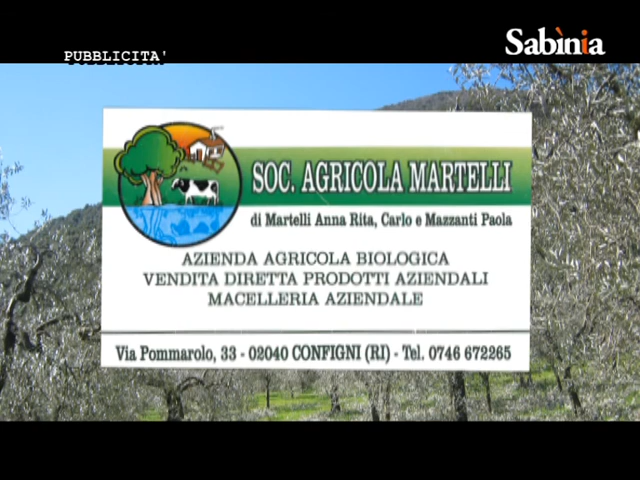 PUBBLICITA'
Sabìnia
SOC. AGRICOLA MARTELLI
di Martelli Anna Rita, Carlo e Mazzanti Paola
AZIENDA AGRICOLA BIOLOGICA
VENDITA DIRETTA PRODOTTI AZIENDALI
MACELLERIA AZIENDALE
Via Pommarolo, 33 - 02040 CONFIGNI (RI) - Tel. 0746 672265